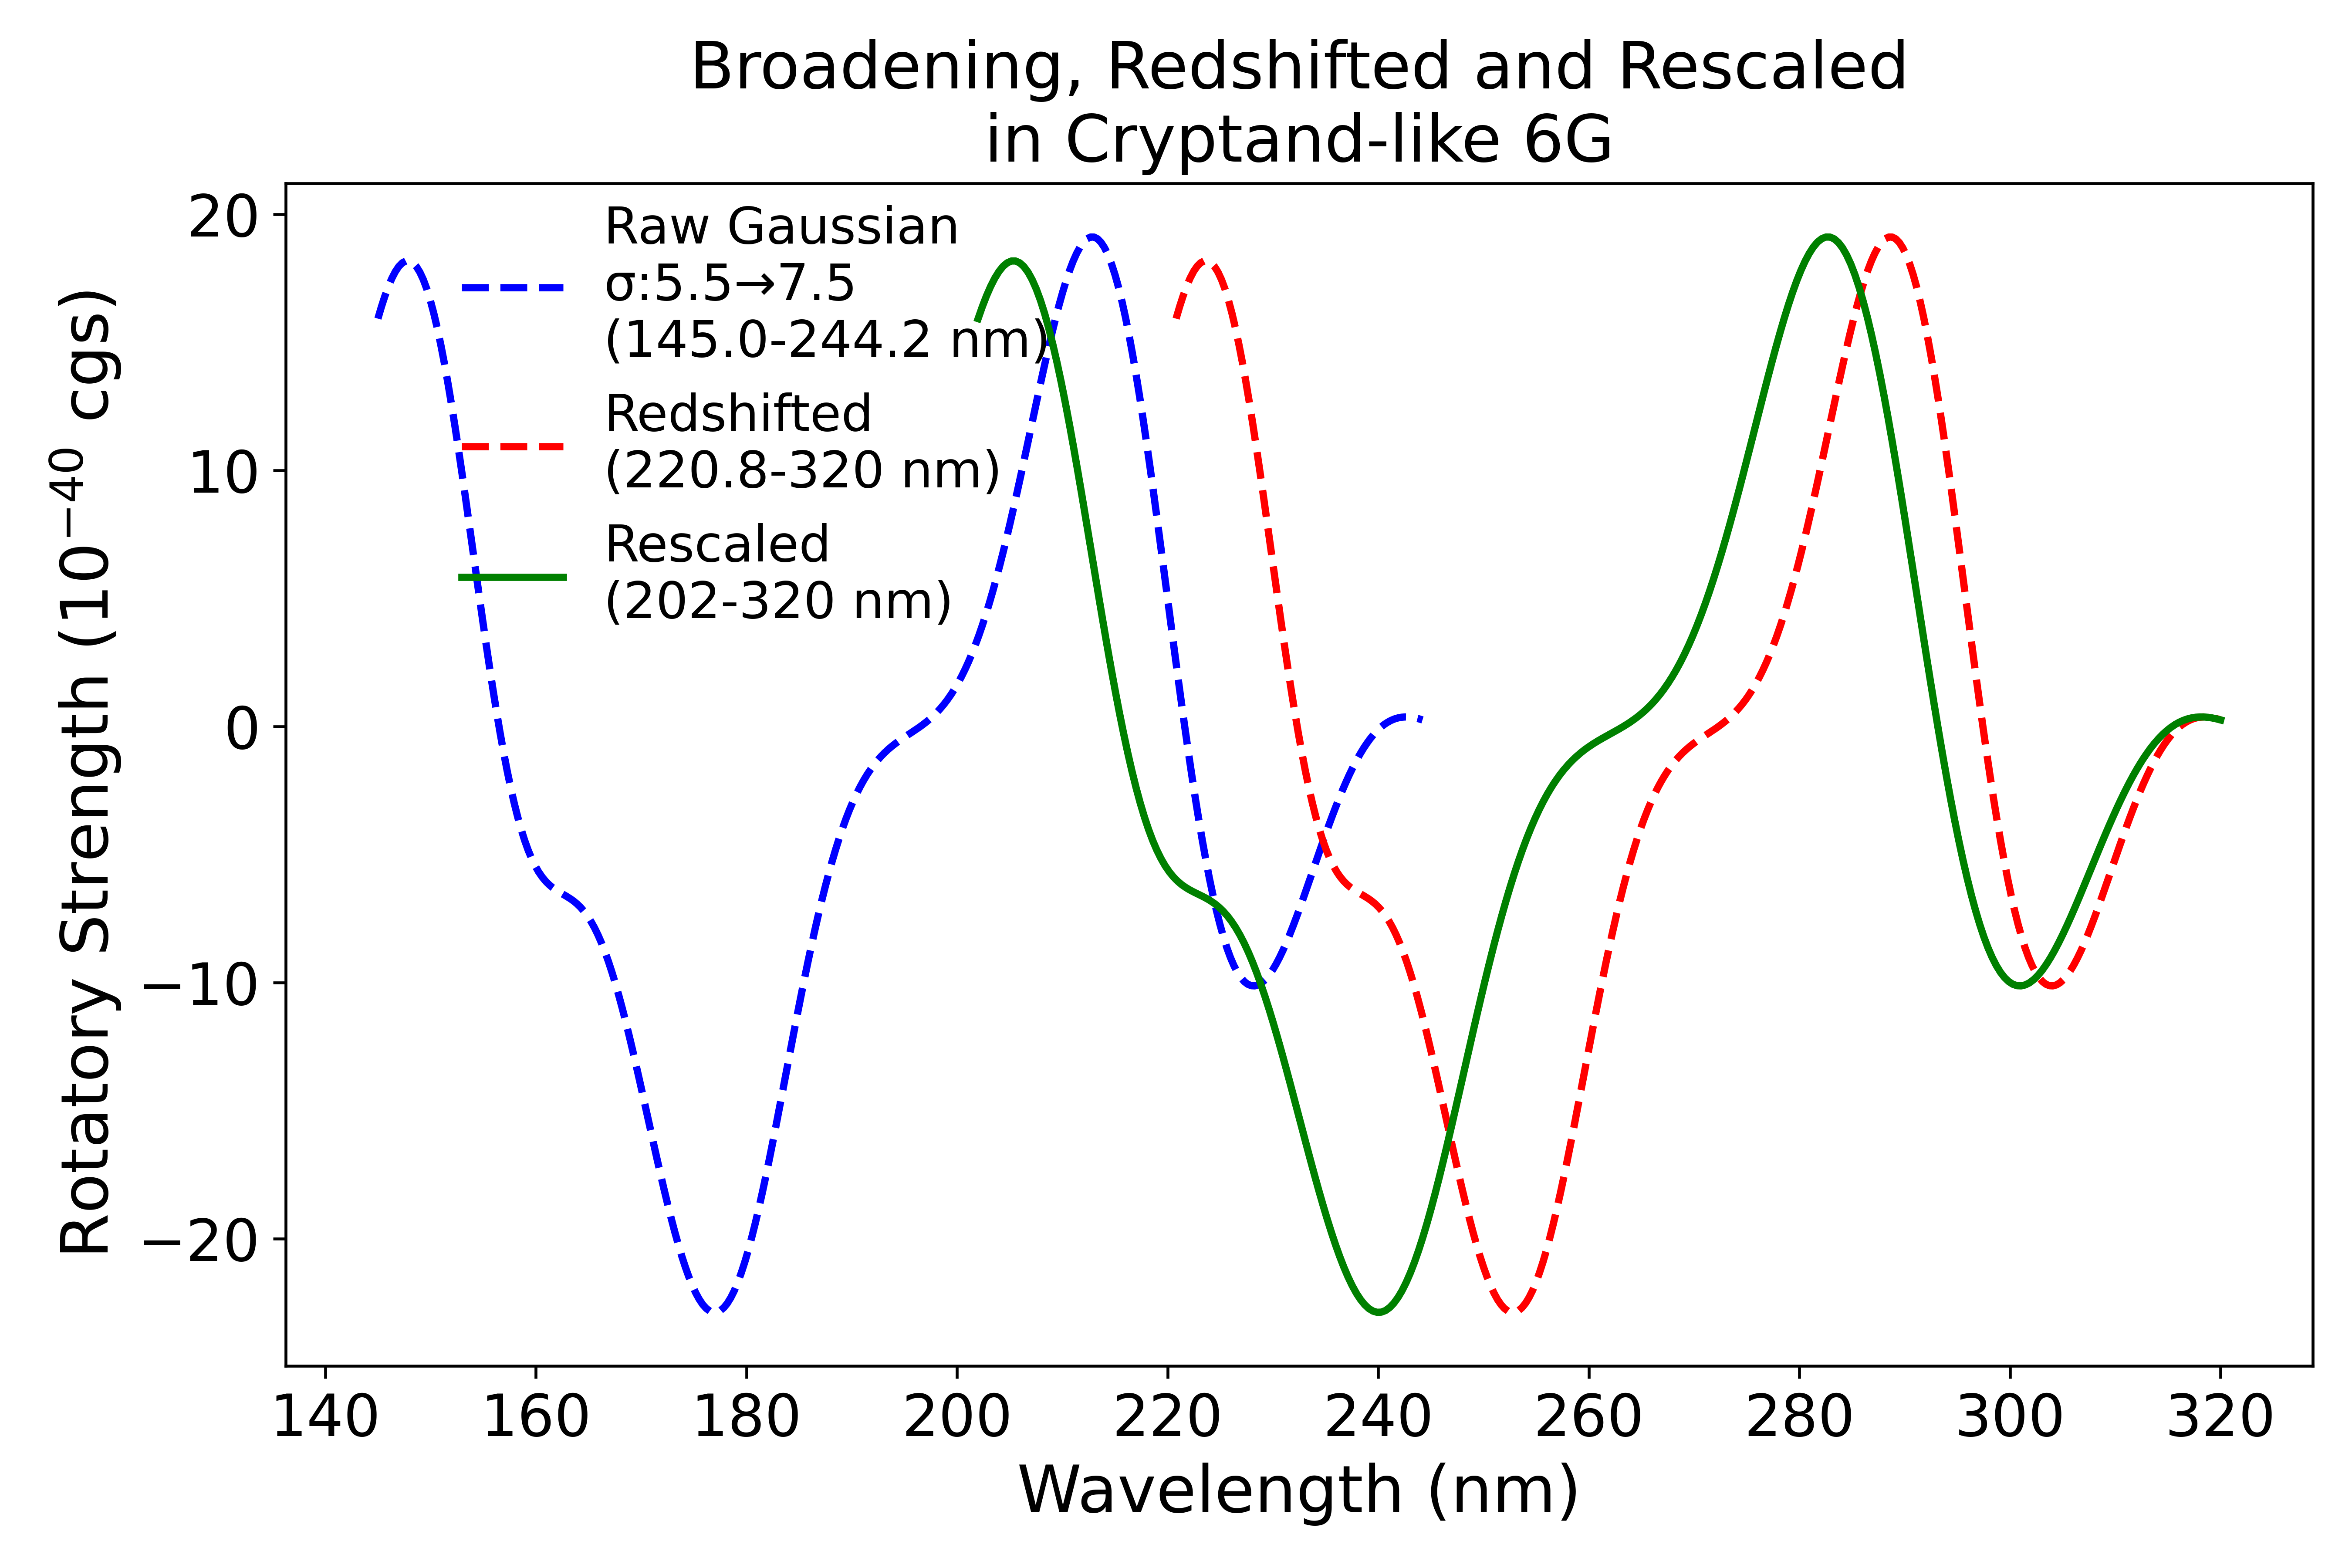 Broadening, Redshifted and Rescaled
in Cryptand-like 6G
Rotatory Strength (10⁻⁴⁰ cgs)
20
10
0
−10
−20
Raw Gaussian
σ:5.5→7.5
(145.0-244.2 nm)
Redshifted
(220.8-320 nm)
Rescaled
(202-320 nm)
140 160 180 200 220 240 260 280 300 320
Wavelength (nm)